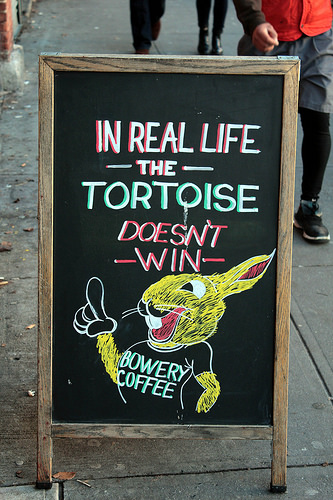 IN REAL LIFE
THE
TORTOISE
DOESN'T
WIN
BOWERY
COFFEE